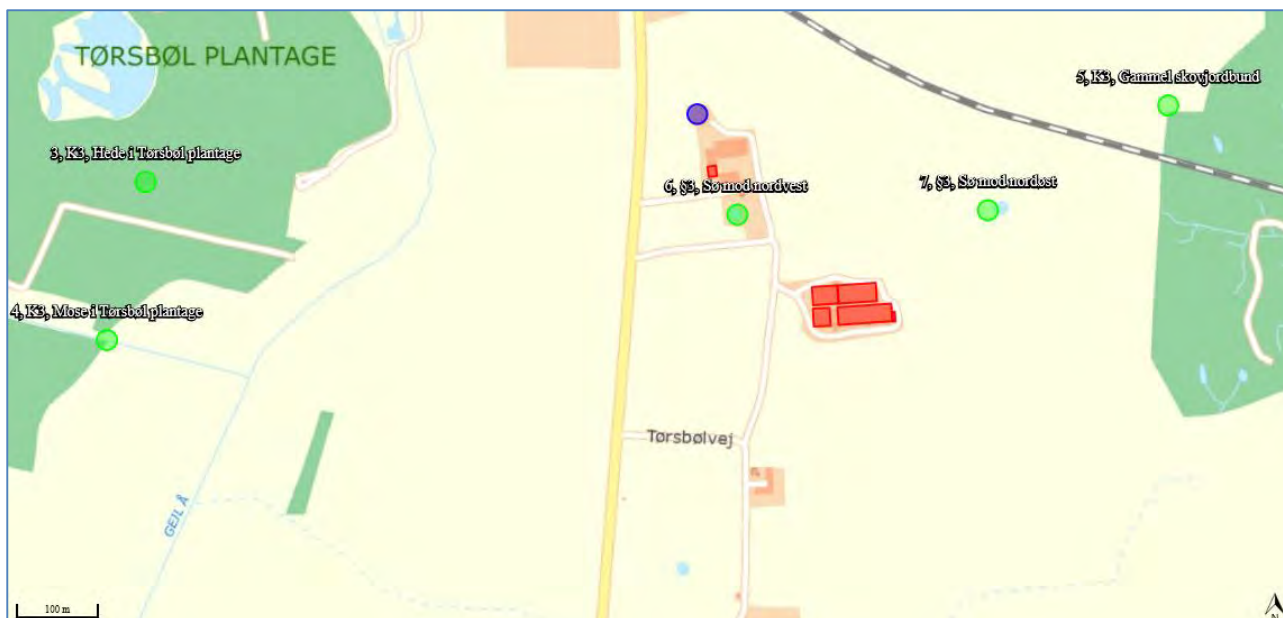 TØRSBØL PLANTAGE
5, K3, Gammel skovjordbund
3, K3, Hede i Tørsbøl plantage
6, §3, Sø mod nordvest
7, §3, Sø mod nordøst
4, K3, Mose i Tørsbøl plantage
Tørsbølvej
GEJL Å
100 m
N